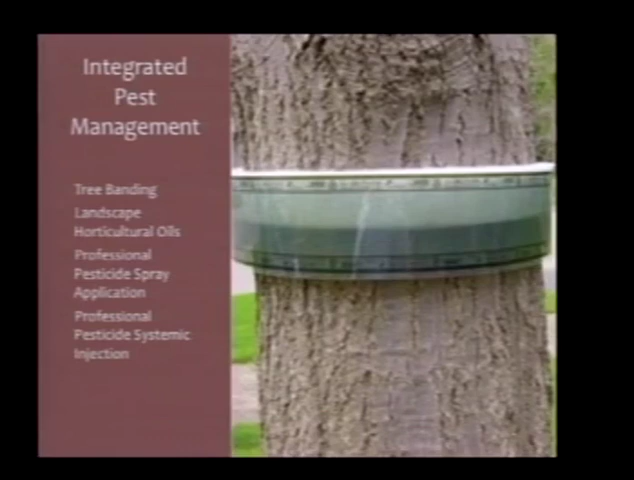 Integrated
Pest
Management
Tree Banding
Landscape
Horticultural Oils
Professional
Pesticide Spray
Application
Professional
Pesticide Systemic
Injection